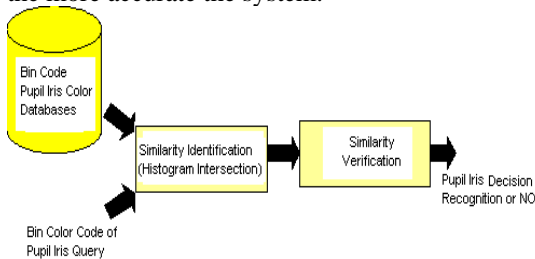 the more accurate the system.
Bin Code
Pupil Iris Color
Databases
Similarity Identification
(Histogram Intersection)
Similarity
Verification
Pupil Iris Decision
Recognition or NO
Bin Color Code of
Pupil Iris Query